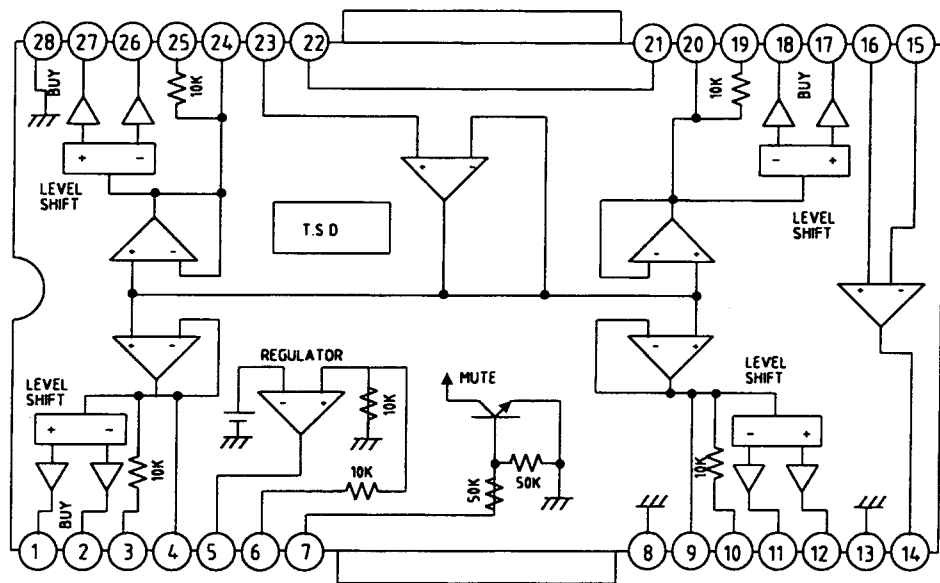 28 27 26 25 24 23 22 21 20 19 18 17 16 15
BUY 10K 10K BUY
+ - + - - +
LEVEL
SHIFT
LEVEL
SHIFT
T.S D
+ - - + + -
+ - - +
LEVEL
SHIFT
REGULATOR
MUTE
LEVEL
SHIFT
+ - - + - +
10K
10K
10K
50K
50K
10K
BUY
1 2 3 4 5 6 7 8 9 10 11 12 13 14